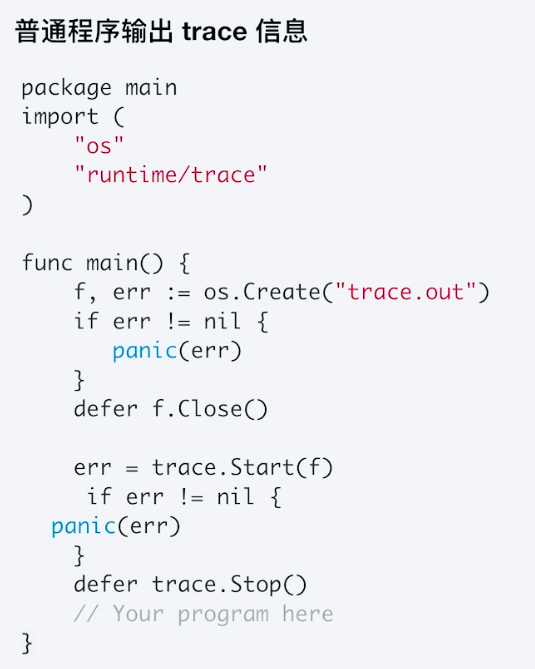 普通程序输出 trace 信息
package main
import (
    "os"
    "runtime/trace"
)

func main() {
    f, err := os.Create("trace.out")
    if err != nil {
       panic(err)
    }
    defer f.Close()

    err = trace.Start(f)
     if err != nil {
  panic(err)
    }
    defer trace.Stop()
    // Your program here
}